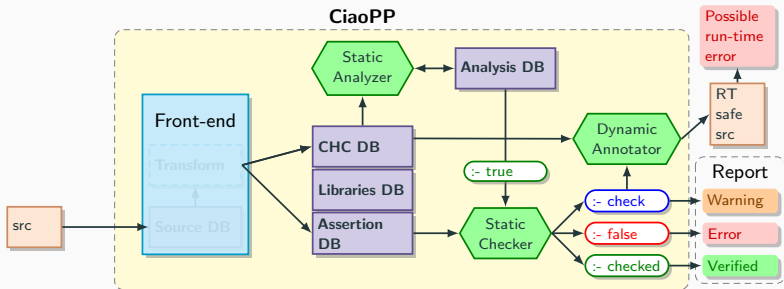 CiaoPP
Possible
run-time
error
Static
Analyzer
Analysis DB
RT
safe
src
Front-end
Transform
CHC DB
Dynamic
Annotator
:- true
Report
Libraries DB
:- check
Warning
src
Source DB
Assertion
DB
Static
Checker
:- false
Error
:- checked
Verified